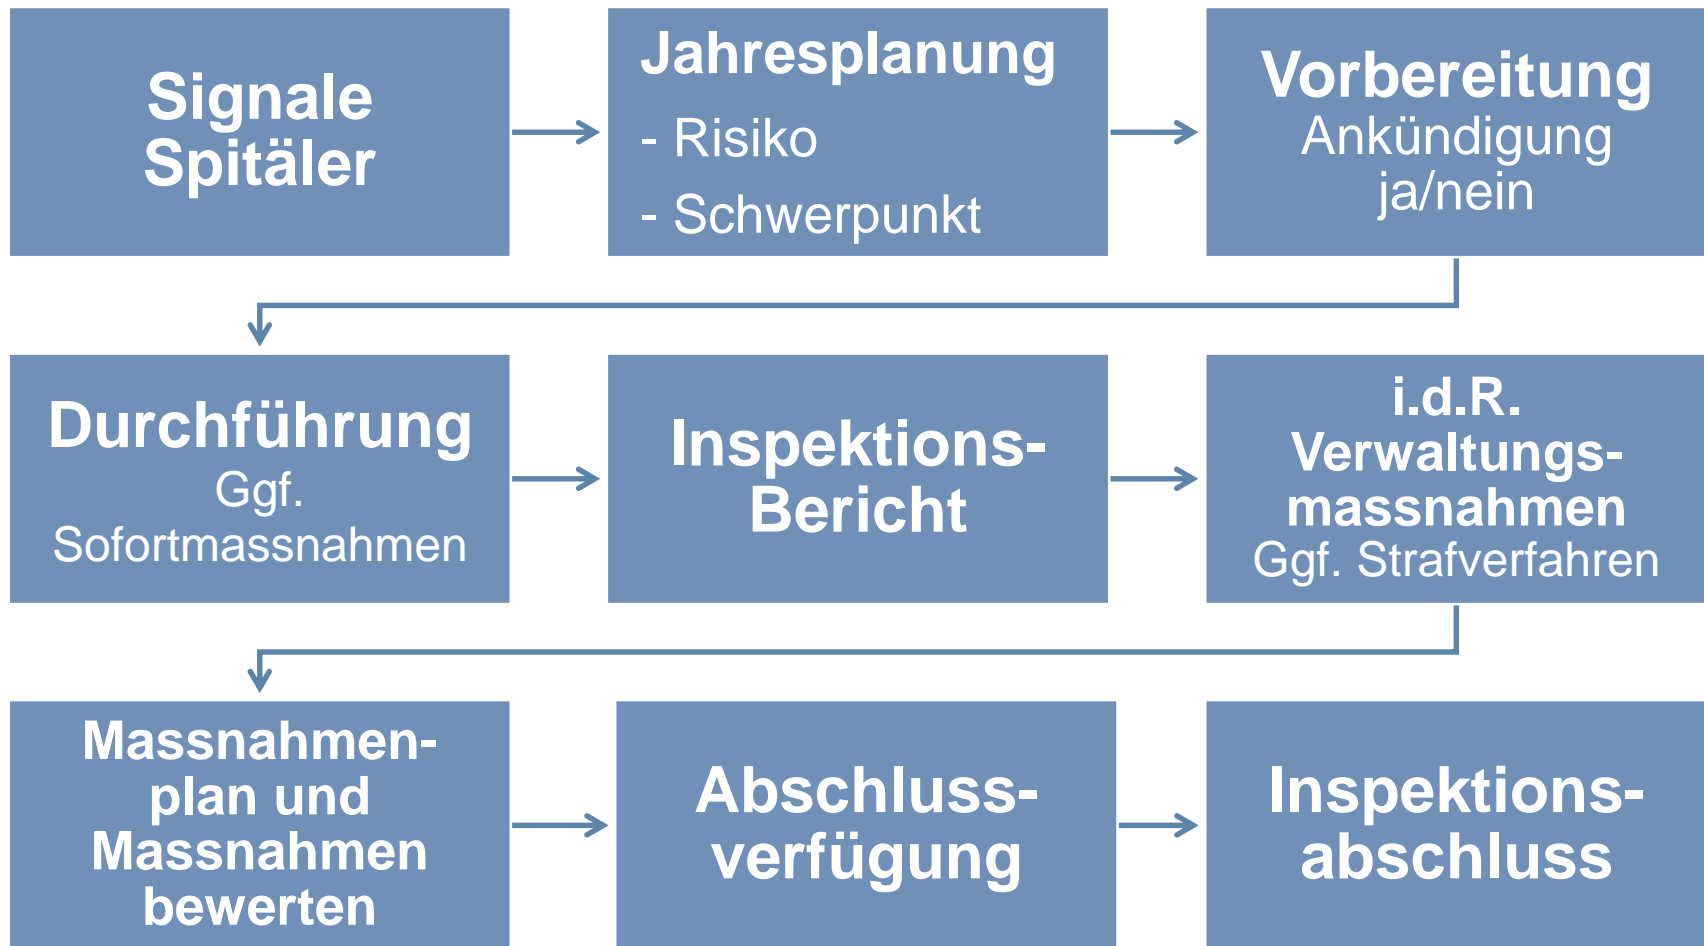 Signale
Spitäler
Jahresplanung
- Risiko
- Schwerpunkt
Vorbereitung
Ankündigung
ja/nein
Durchführung
Ggf.
Sofortmassnahmen
Inspektions-
Bericht
i.d.R.
Verwaltungs-
massnahmen
Ggf. Strafverfahren
Massnahmen-
plan und
Massnahmen
bewerten
Abschluss-
verfügung
Inspektions-
abschluss